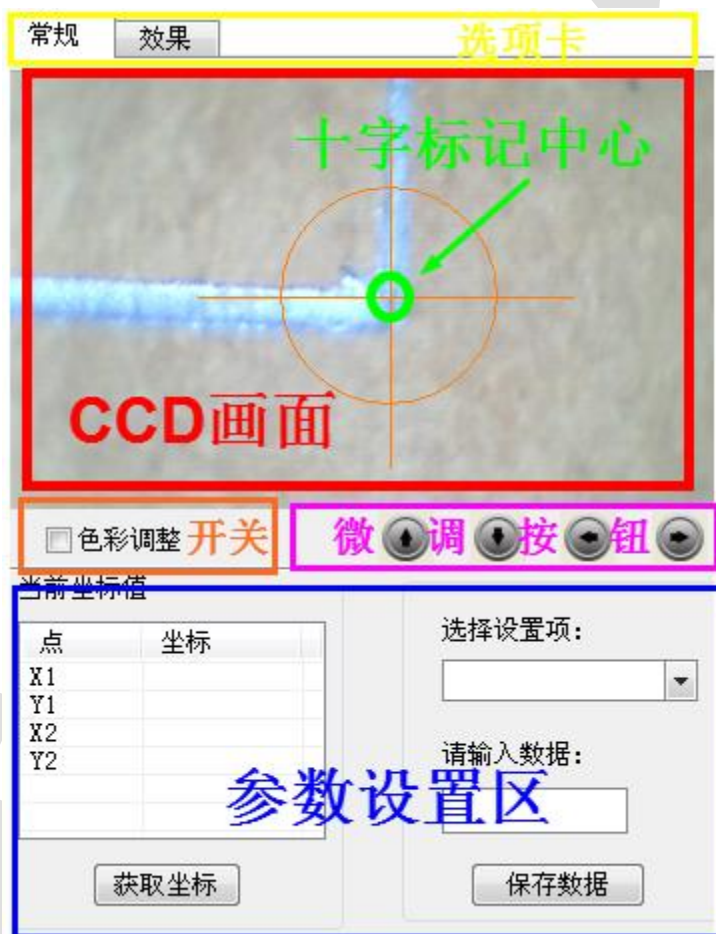 常规 效果 选项卡
十字标记中心
CCD画面
色彩调整 开关 微调按钮
当前坐标值
点 坐标 选择设置项:
X1
Y1
X2
Y2 请输入数据:
参数设置区
获取坐标 保存数据